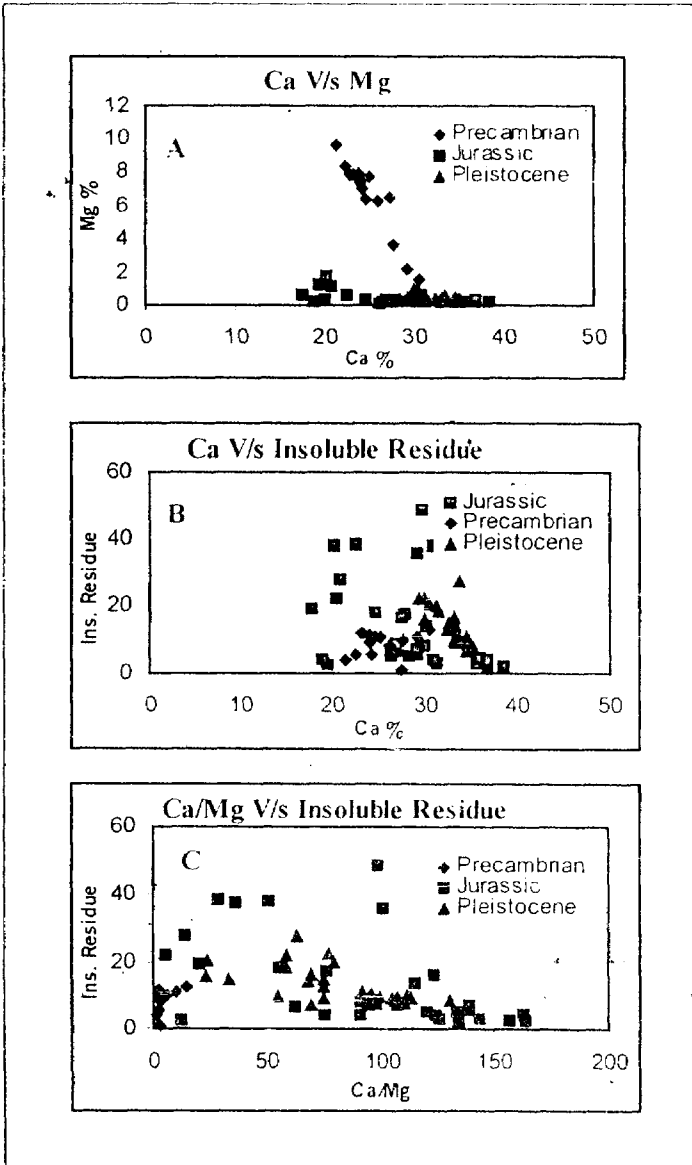 Ca V/s Mg
A
Mg %
12
10
8
6
4
2
0
0 10 20 30 40 50
Ca %
Precambrian
Jurassic
Pleistocene
Ca V/s Insoluble Residue
B
Ins. Residue
60
40
20
0
0 10 20 30 40 50
Ca %
Jurassic
Precambrian
Pleistocene
Ca/Mg V/s Insoluble Residue
C
Ins. Residue
60
40
20
0
0 50 100 150 200
Ca/Mg
Precambrian
Jurassic
Pleistocene